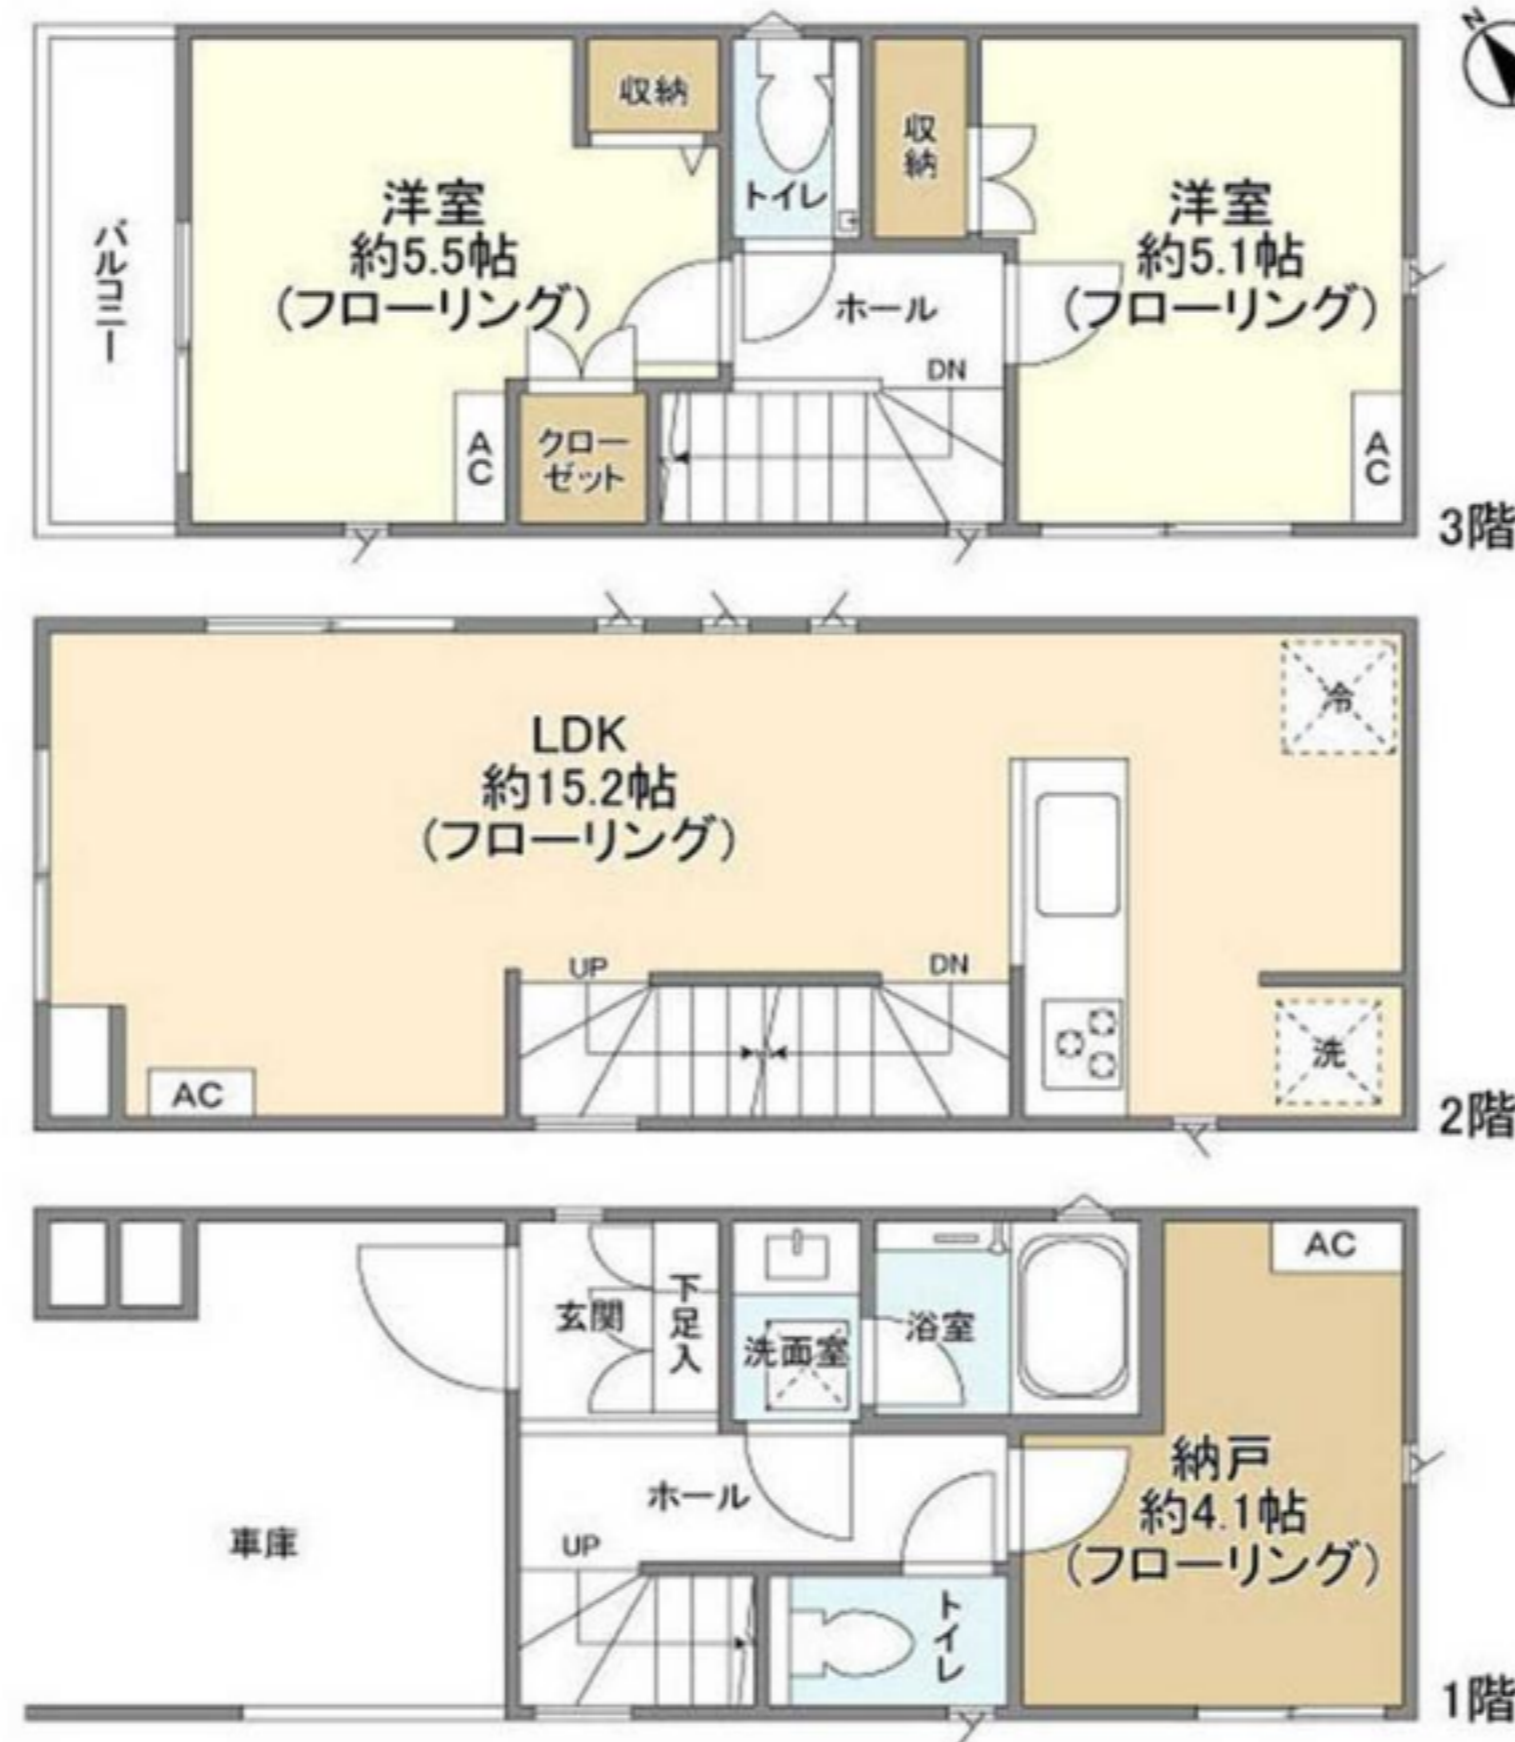 N
収納
収納
トイレ
洋室
約5.5帖
(フローリング)
洋室
約5.1帖
(フローリング)
バルコニー
ホール
DN
AC
クロー
ゼット
AC
3階
冷
LDK
約15.2帖
(フローリング)
UP
DN
洗
AC
2階
AC
玄関
下足入
洗面室
浴室
納戸
約4.1帖
(フローリング)
ホール
車庫
UP
トイレ
1階